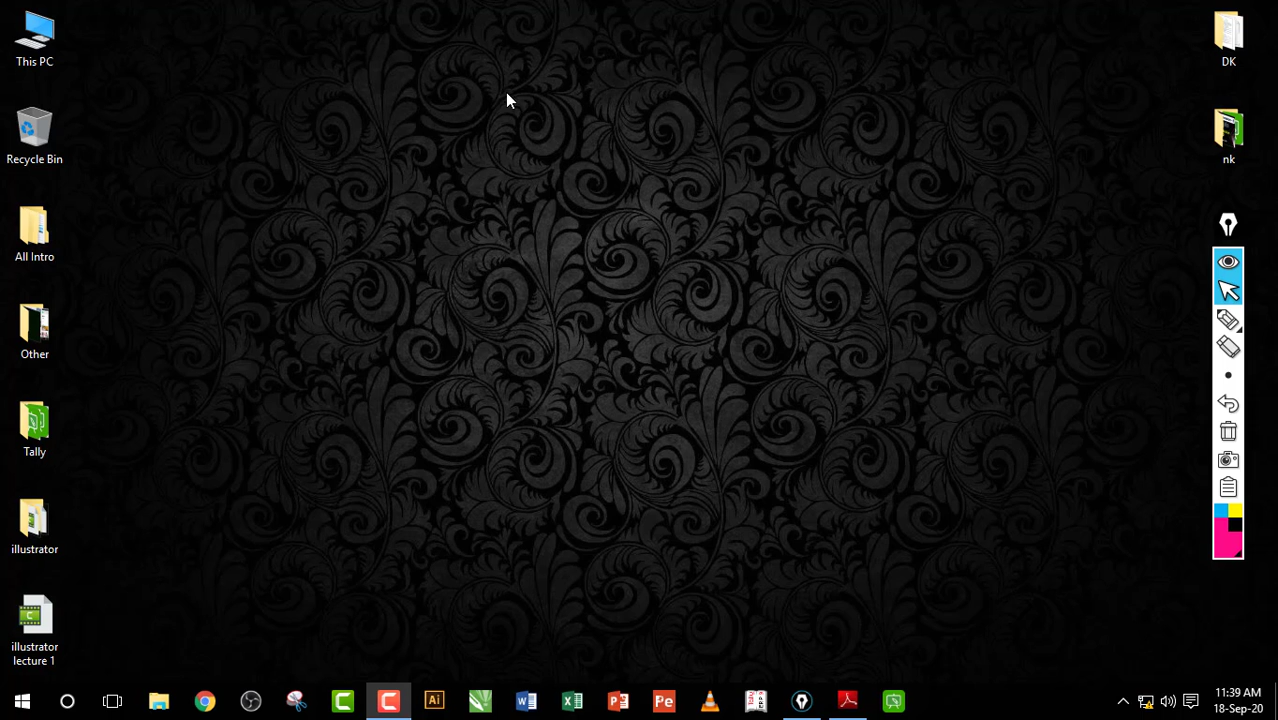 This PC
Recycle Bin
All Intro
Other
Tally
illustrator
illustrator
lecture 1
DK
nk
Ai
Pe
11:39 AM
18-Sep-20